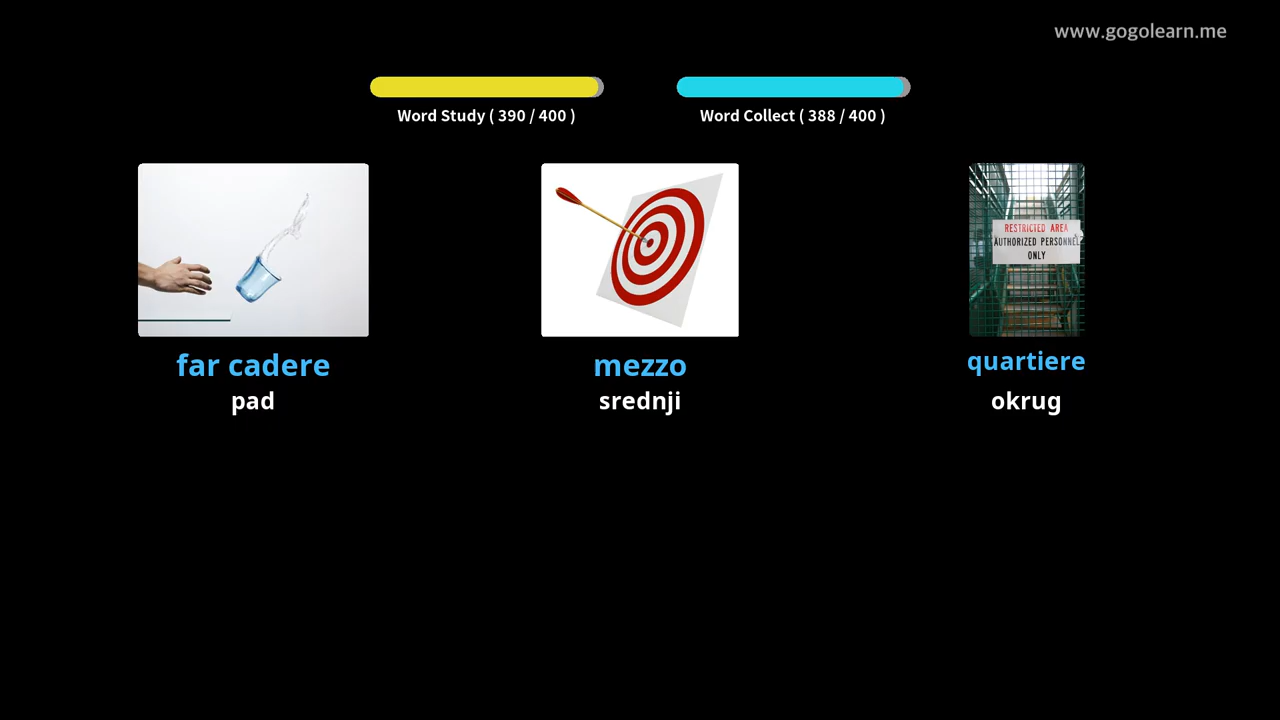 www.gogolearn.me
Word Study ( 390 / 400 )
Word Collect ( 388 / 400 )
RESTRICTED AREA
AUTHORIZED PERSONNEL
ONLY
far cadere
mezzo
quartiere
pad
srednji
okrug